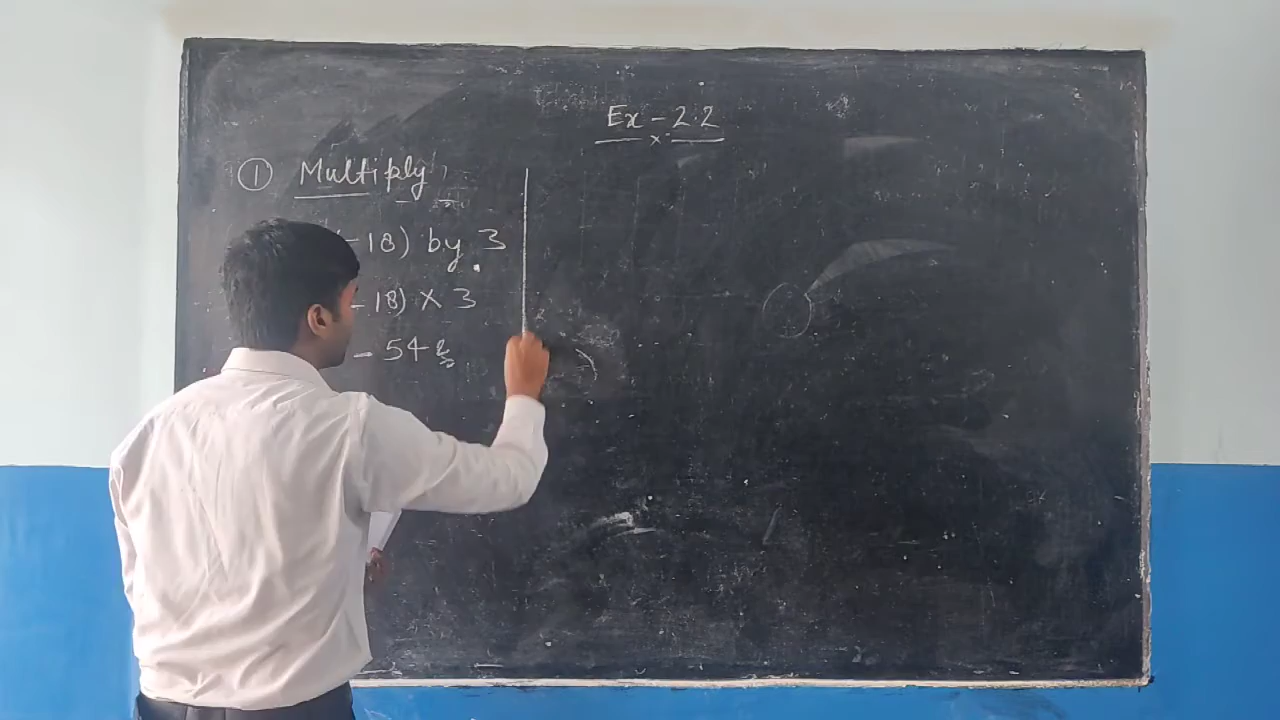 Ex - 2.2
① Multiply
(-18) by 3
-18) × 3
- 54